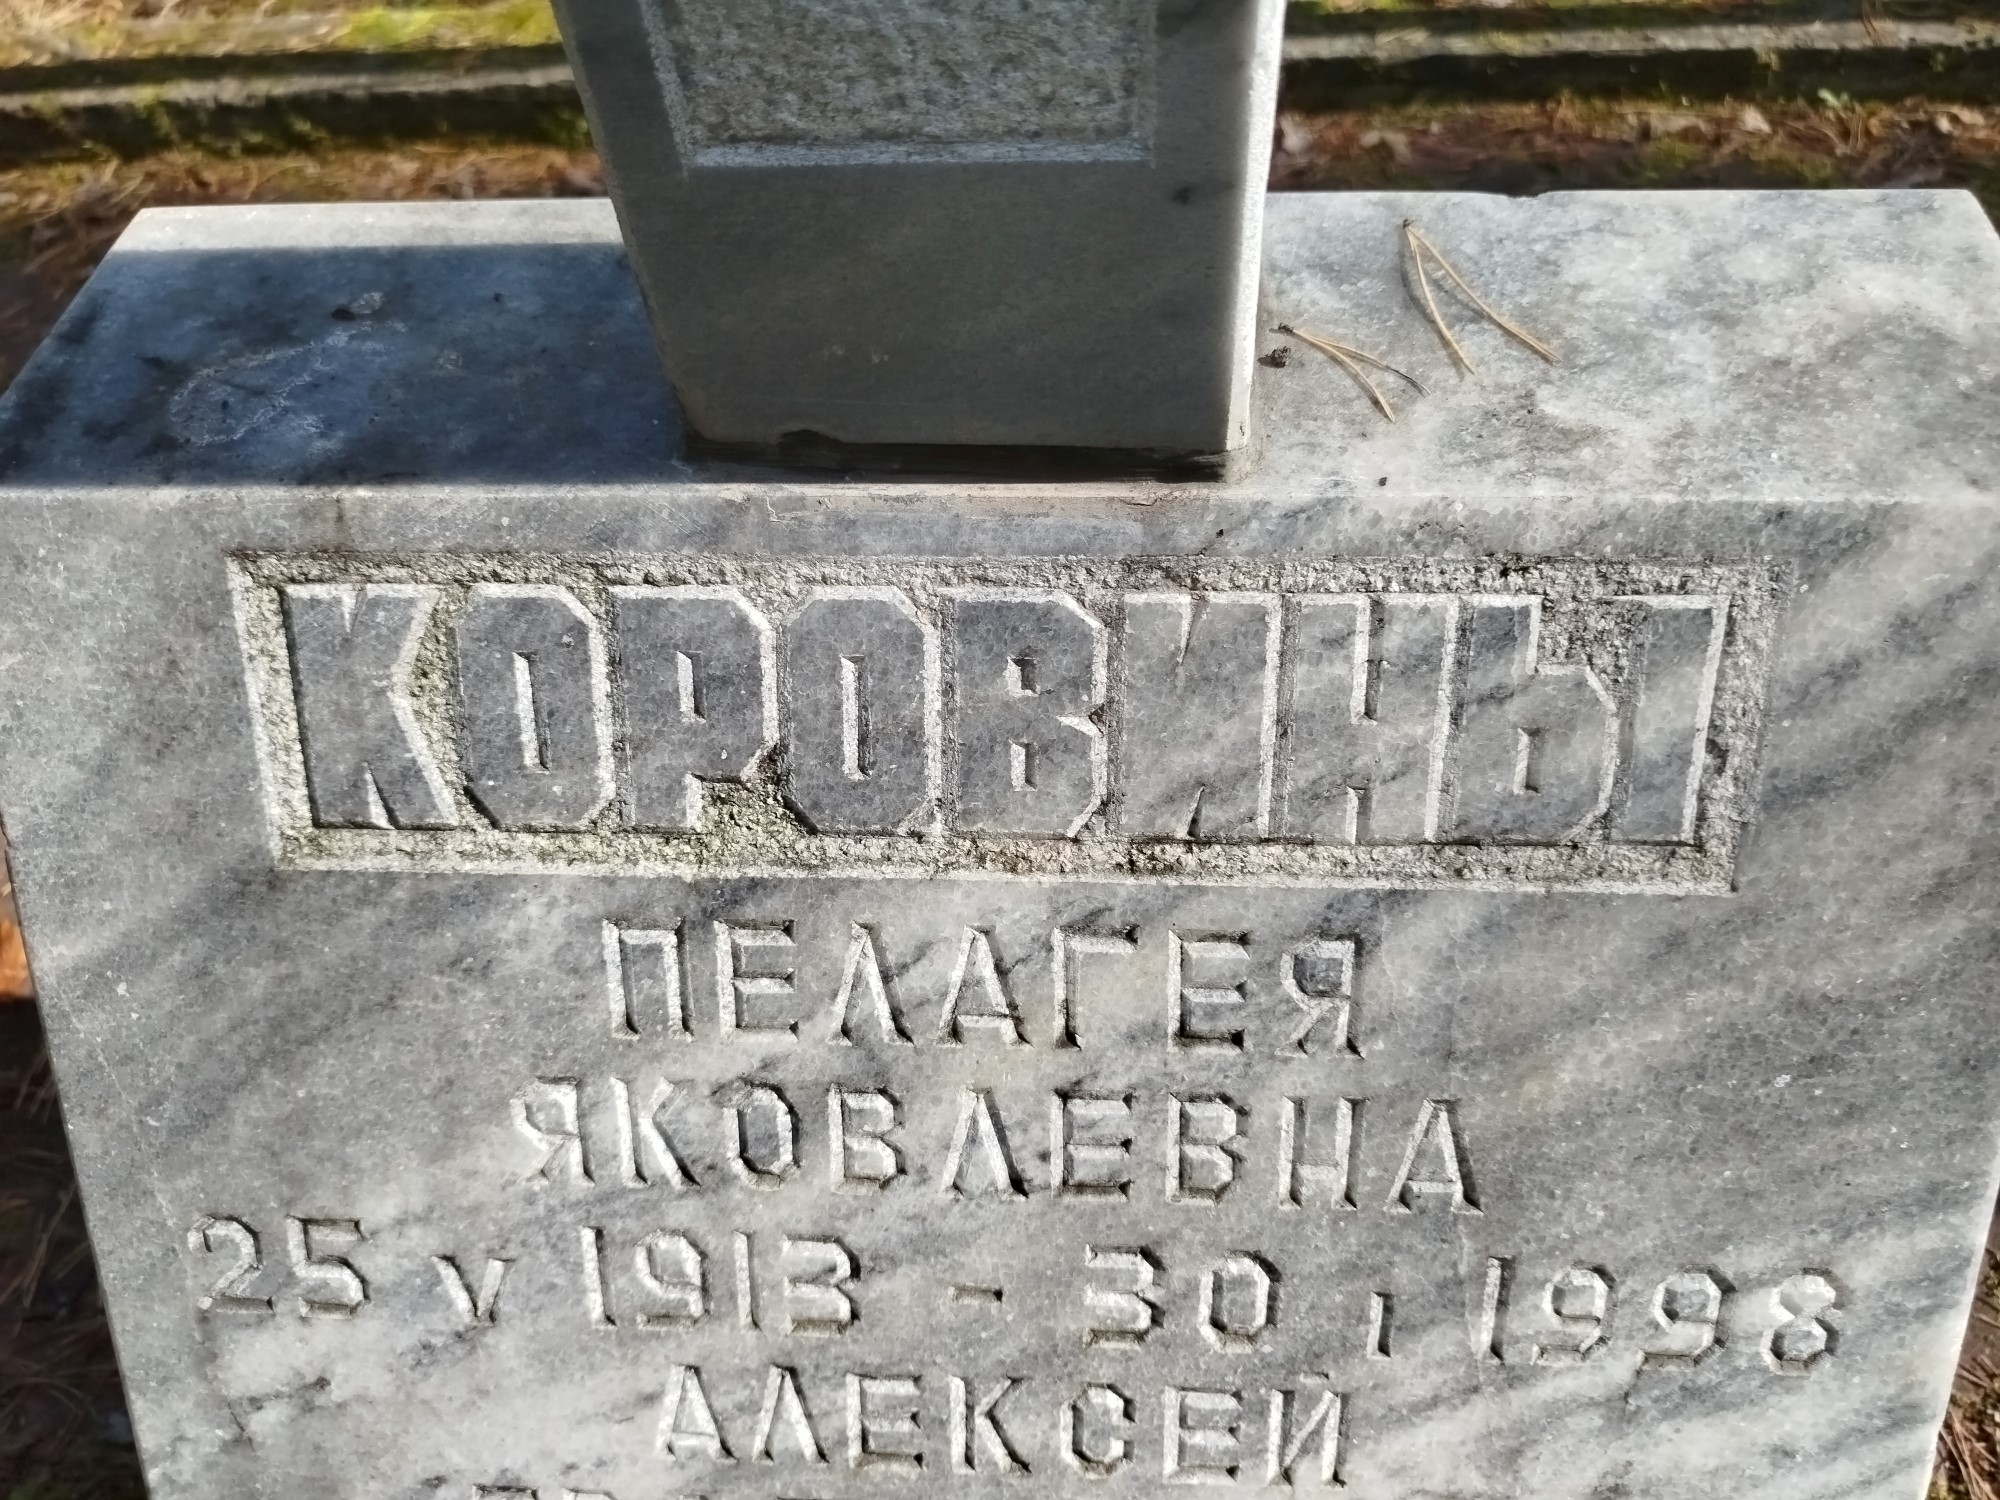 КОРОВИНЫ
ПЕЛАГЕЯ
ЯКОВЛЕВНА
25 V 1913 - 30 I 1998
АЛЕКСЕЙ